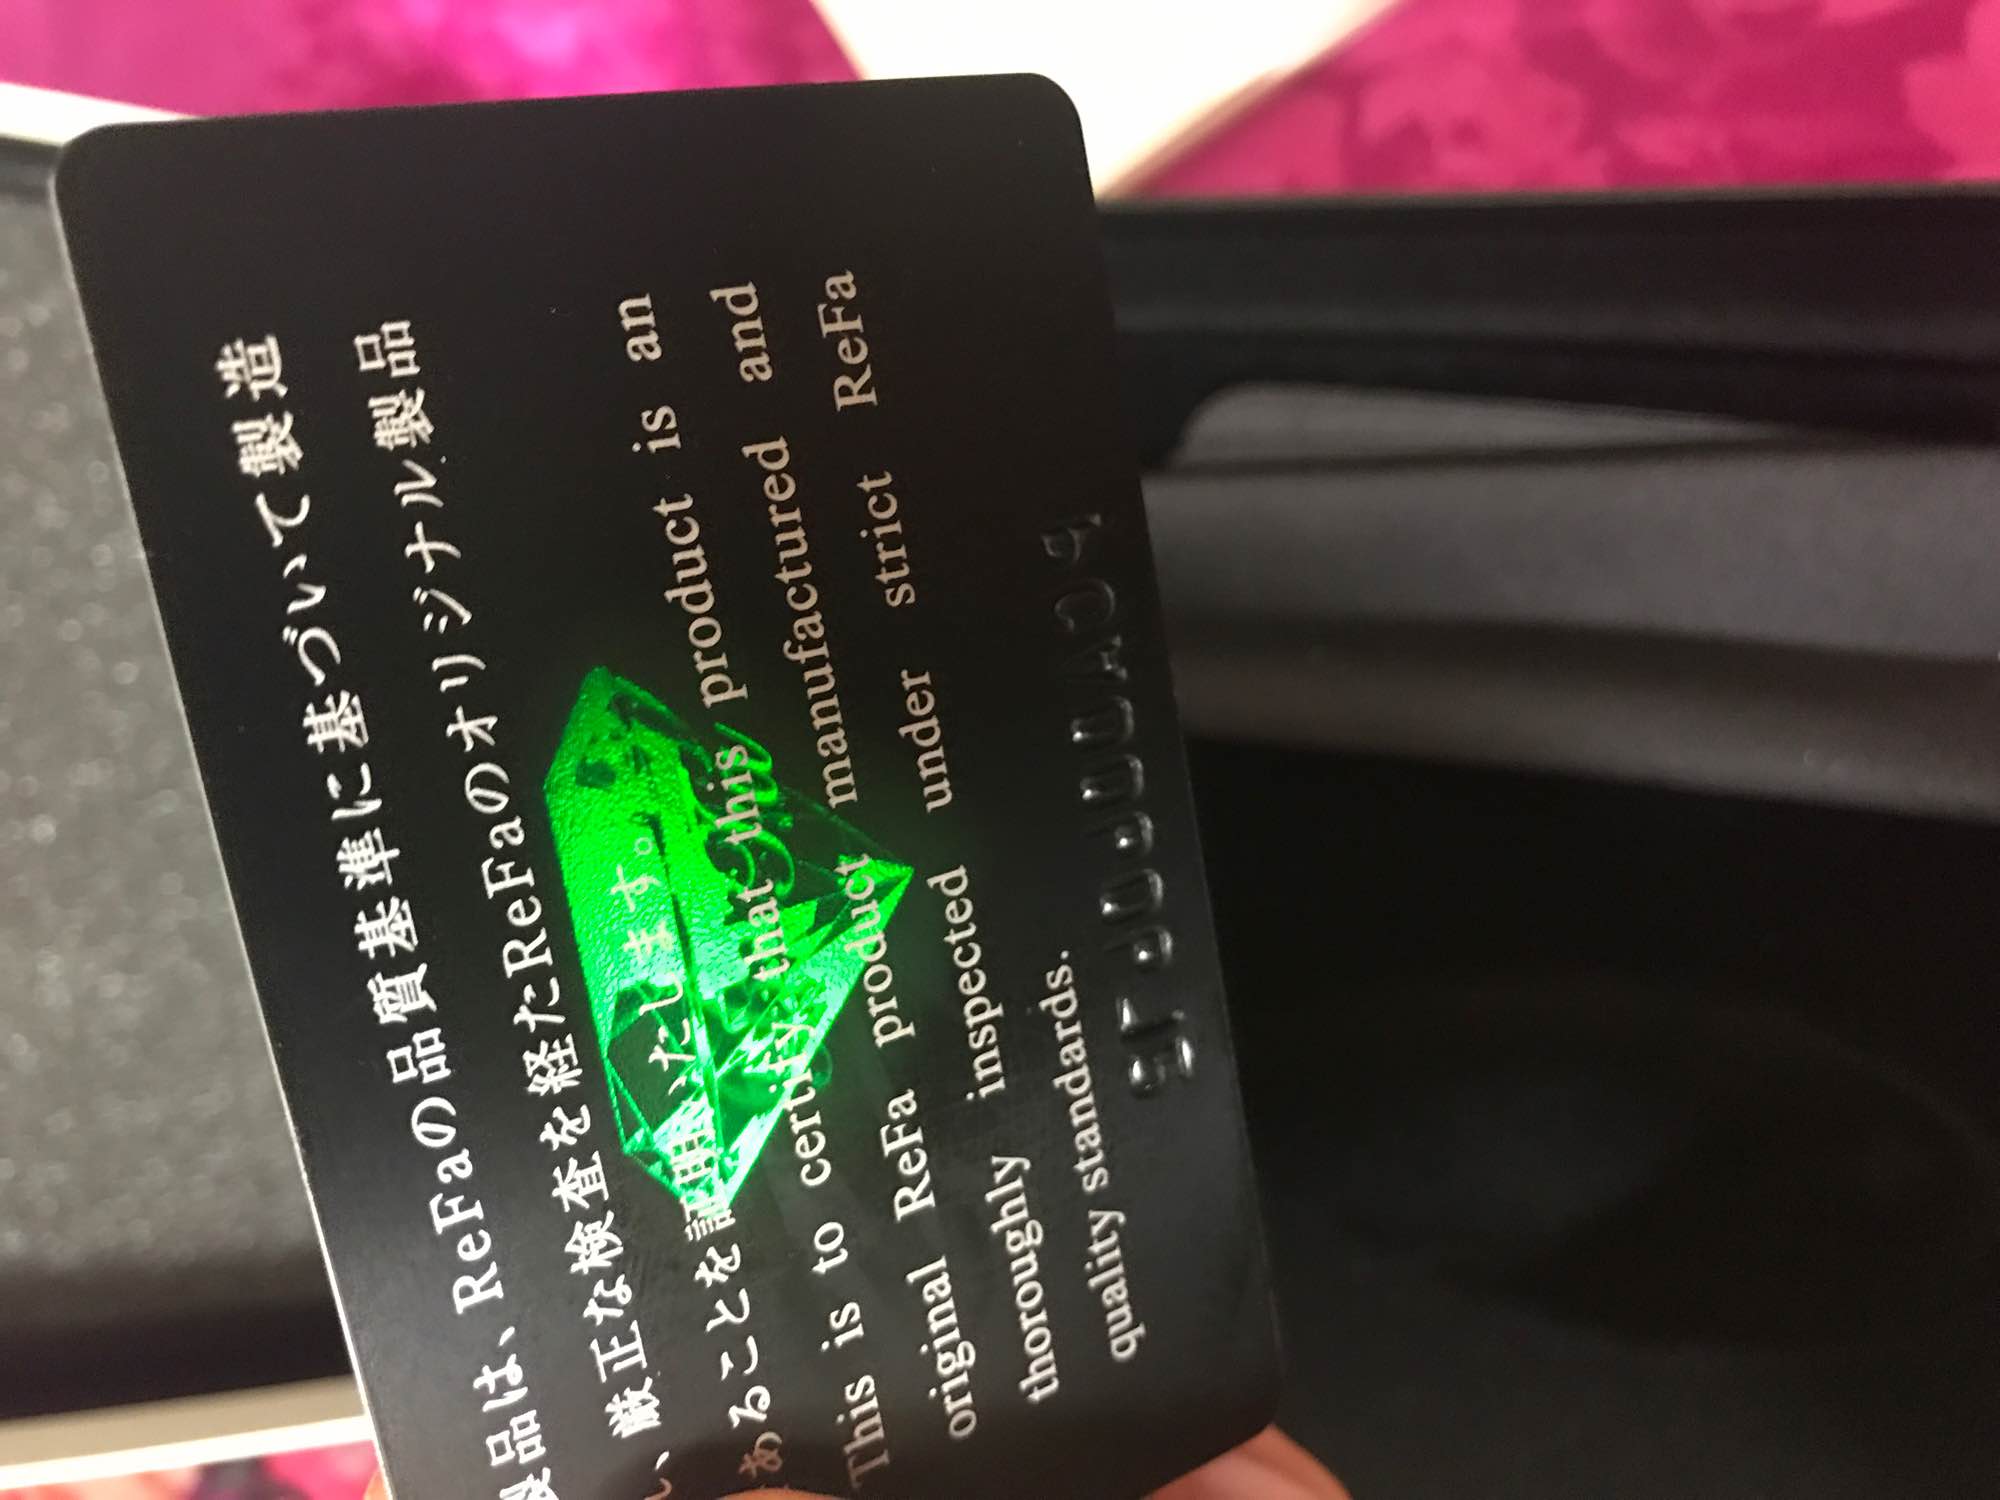 製品は、ReFaの品質基準に基づいて製造
し、厳正な検査を経たReFaのオリジナル製品
あることを証明いたします。
This is to certify that this product is an
original ReFa product manufactured and
thoroughly inspected under strict ReFa
quality standards.